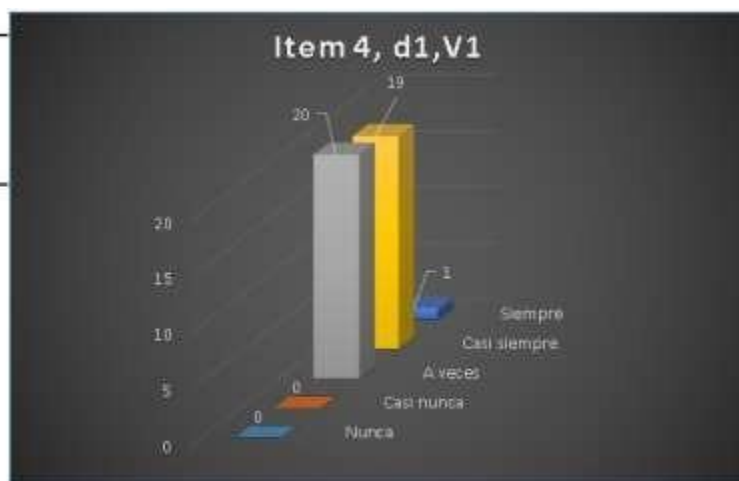 Item 4, d1,V1
19
20
20
15
10
5
0
1
0
0
Siempre
Casi siempre
A veces
Casi nunca
Nunca